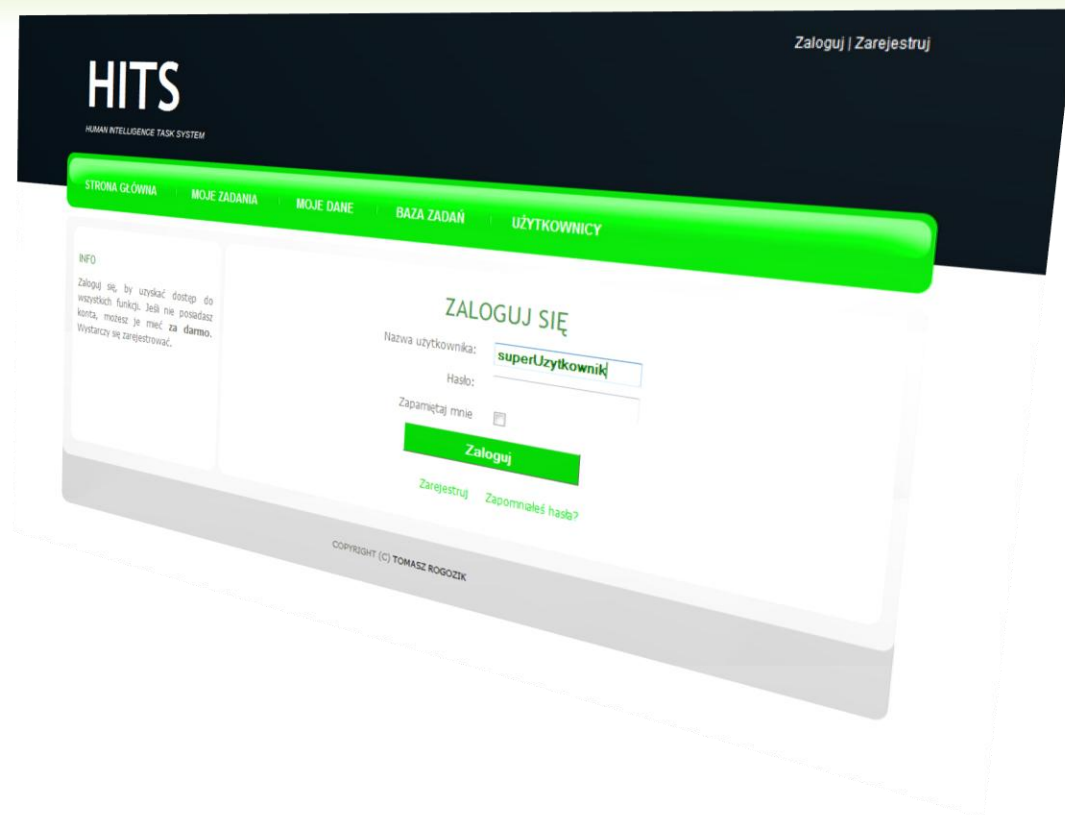 Zaloguj | Zarejestruj
HITS
HUMAN INTELLIGENCE TASK SYSTEM
STRONA GŁÓWNA MOJE ZADANIA MOJE DANE BAZA ZADAŃ UŻYTKOWNICY
INFO
Zaloguj się, by uzyskać dostęp do
wszystkich funkcji. Jeśli nie posiadasz
konta, możesz je mieć za darmo.
Wystarczy się zarejestrować.
ZALOGUJ SIĘ
Nazwa użytkownika: superUzytkownik
Hasło:
Zapamiętaj mnie
Zaloguj
Zarejestruj Zapomniałeś hasła?
COPYRIGHT (C) TOMASZ ROGOZIK